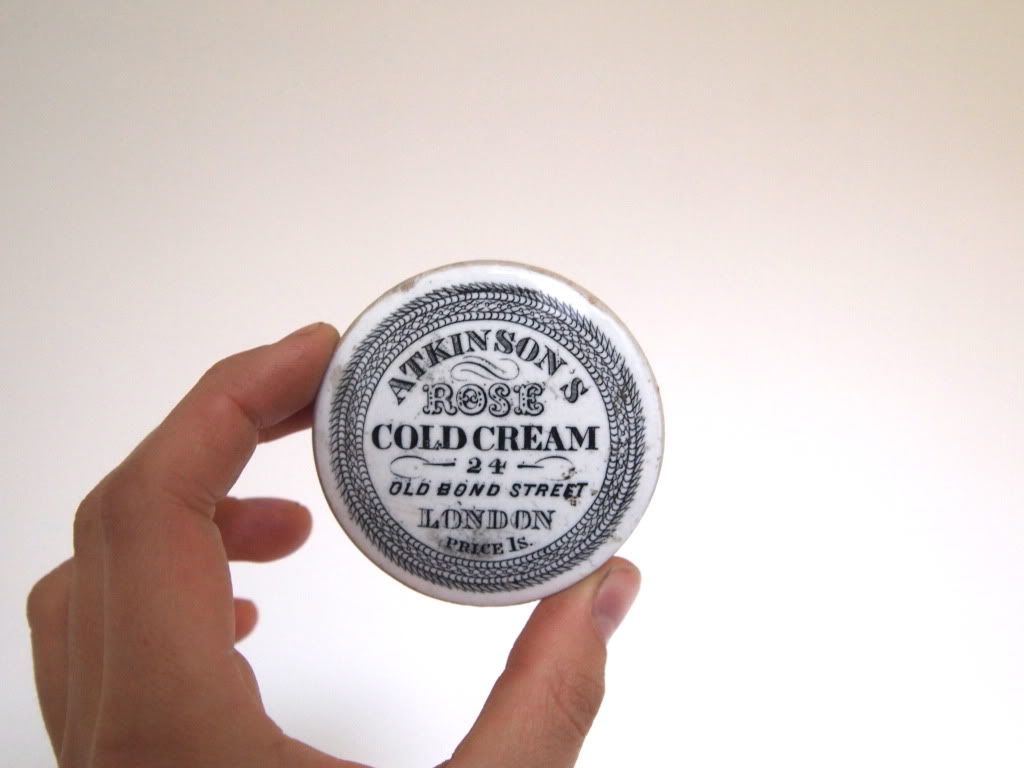 ATKINSON'S
ROSE
COLD CREAM
24
OLD BOND STREET
LONDON
PRICE 1s.